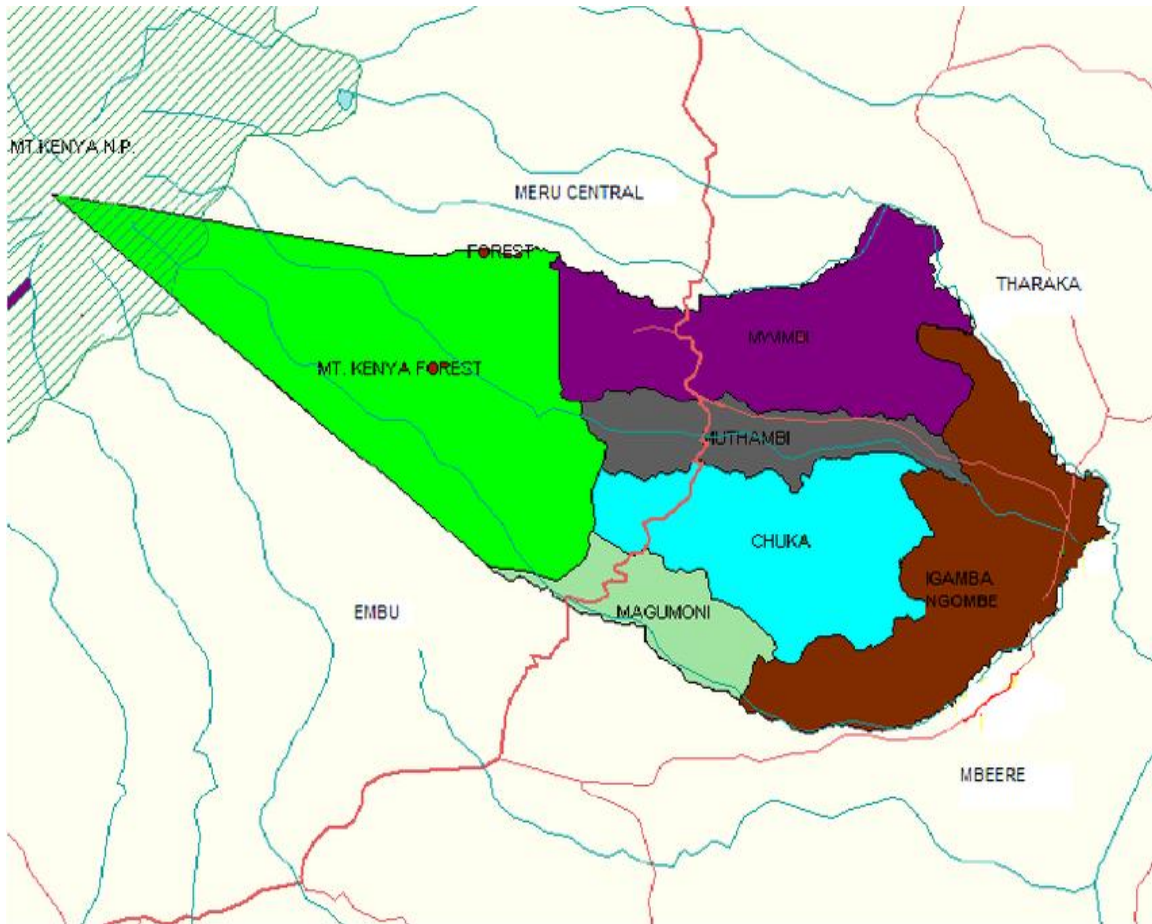 MT.KENYA N.P.
MERU CENTRAL
FOREST
THARAKA
MWIMBI
MT. KENYA FOREST
MUTHAMBI
CHUKA
IGAMBA
NGOMBE
EMBU
MAGUMONI
MBEERE